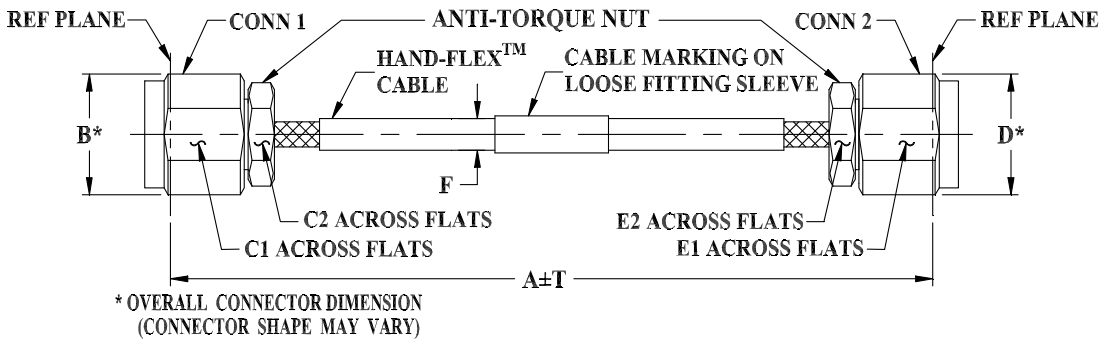 REF PLANE
CONN 1
ANTI-TORQUE NUT
CONN 2
REF PLANE
HAND-FLEX™
CABLE
CABLE MARKING ON
LOOSE FITTING SLEEVE
B*
D*
F
C2 ACROSS FLATS
E2 ACROSS FLATS
C1 ACROSS FLATS
E1 ACROSS FLATS
A±T
* OVERALL CONNECTOR DIMENSION
(CONNECTOR SHAPE MAY VARY)